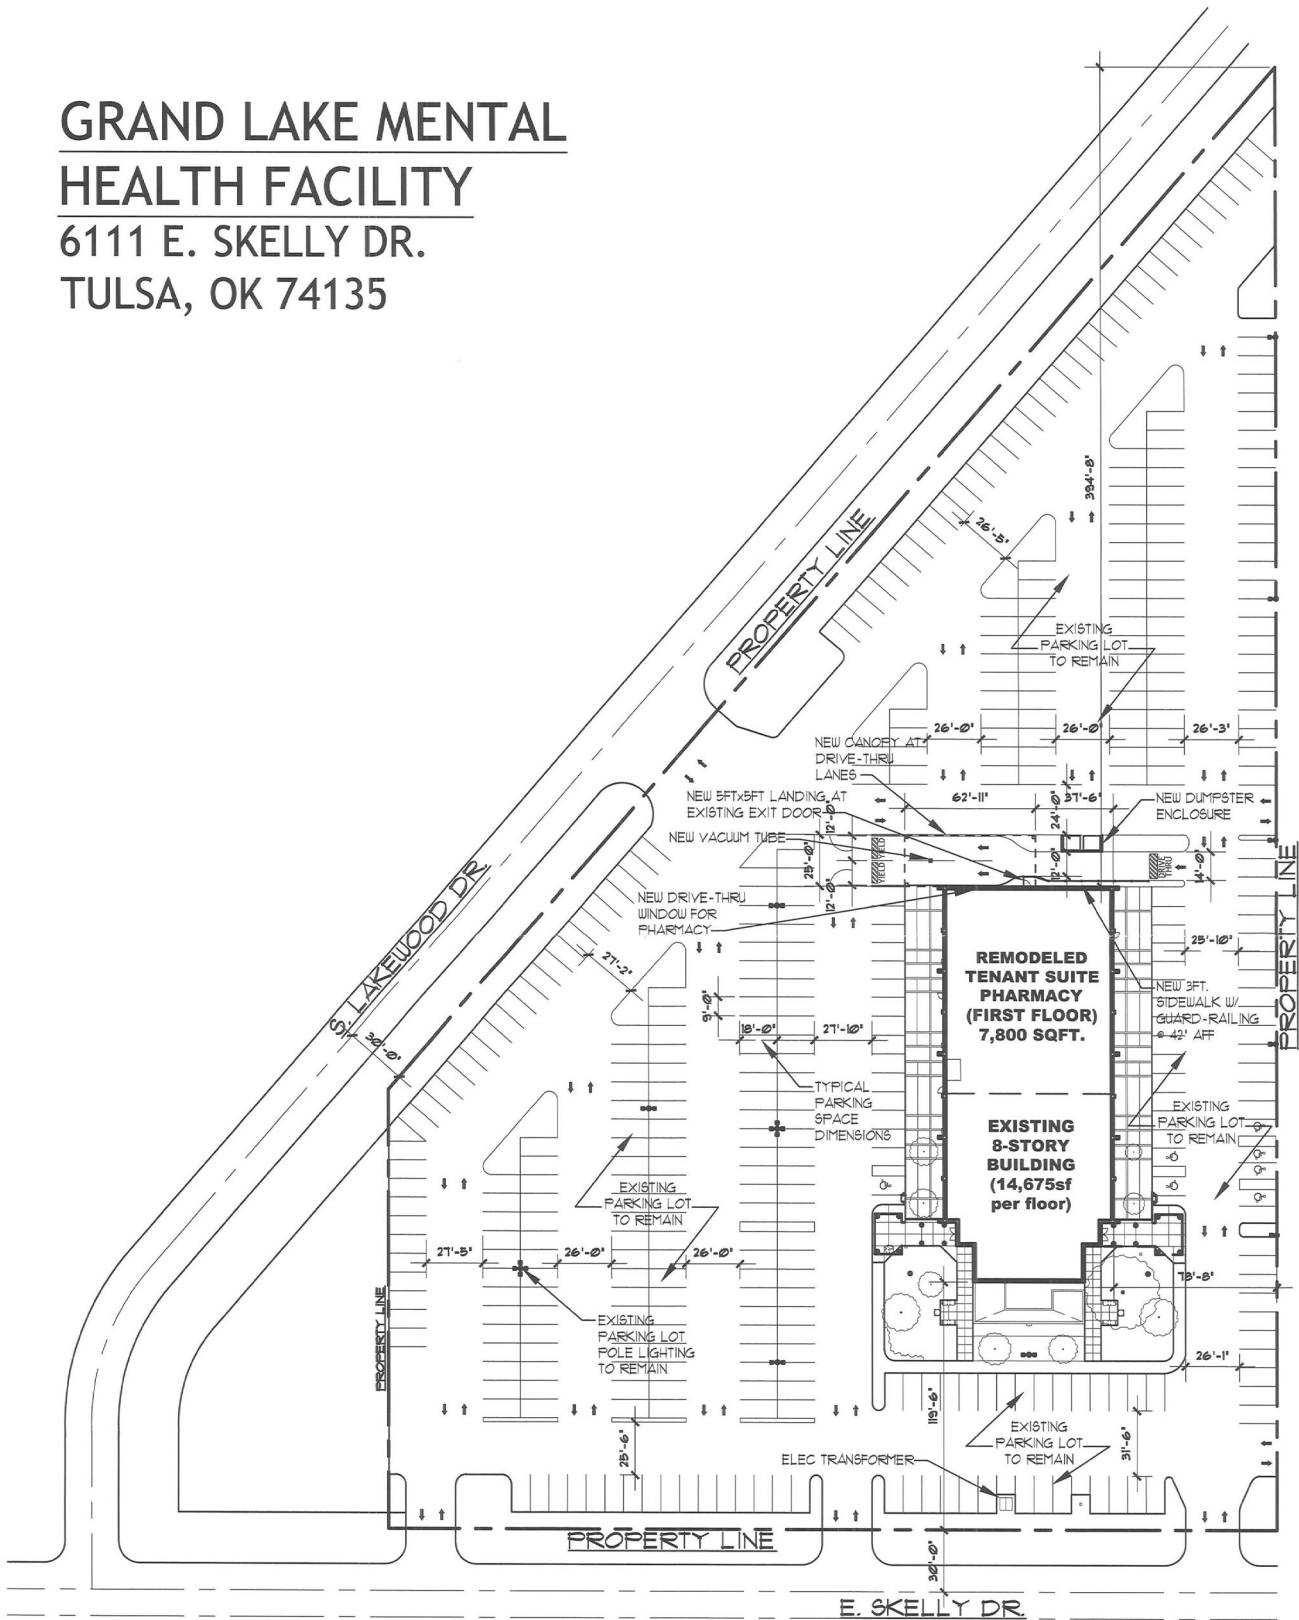 GRAND LAKE MENTAL
HEALTH FACILITY
6111 E. SKELLY DR.
TULSA, OK 74135
394'-8"
26'-5"
PROPERTY LINE
EXISTING
PARKING LOT
TO REMAIN
26'-0"
26'-0"
26'-3"
NEW CANOPY AT
DRIVE-THRU
LANES
62'-11"
37'-6"
24'-0"
NEW DUMPSTER
ENCLOSURE
NEW 5FTx5FT LANDING AT
EXISTING EXIT DOOR
12'-0"
NEW VACUUM TUBE
25'-0"
YIELD
YIELD
12'-0"
DRIVE
THRU
14'-0"
12'-0"
NEW DRIVE-THRU
WINDOW FOR
PHARMACY
PROPERTY LINE
S. LAKEWOOD DR.
30'-0"
27'-2"
9'-0"
18'-0"
27'-10"
25'-10"
REMODELED
TENANT SUITE
PHARMACY
(FIRST FLOOR)
7,800 SQFT.
NEW 3FT.
SIDEWALK W/
GUARD-RAILING
@ 42" AFF
TYPICAL
PARKING
SPACE
DIMENSIONS
EXISTING
8-STORY
BUILDING
(14,675sf
per floor)
EXISTING
PARKING LOT
TO REMAIN
EXISTING
PARKING LOT
TO REMAIN
27'-5"
26'-0"
26'-0"
73'-8"
PROPERTY LINE
EXISTING
PARKING LOT
POLE LIGHTING
TO REMAIN
26'-1"
119'-6"
25'-6"
31'-6"
EXISTING
PARKING LOT
TO REMAIN
ELEC TRANSFORMER
PROPERTY LINE
30'-0"
E. SKELLY DR.